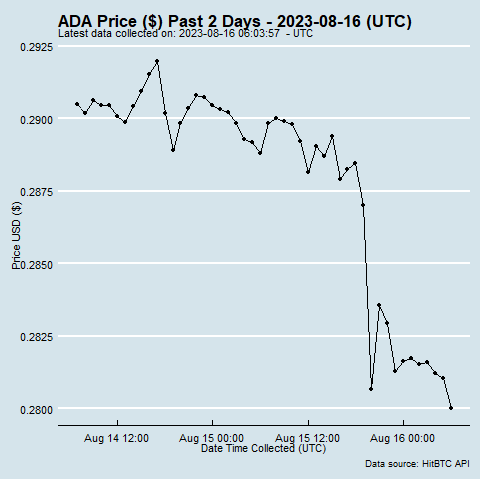 ADA Price ($) Past 2 Days - 2023-08-16 (UTC)
Latest data collected on: 2023-08-16 06:03:57 - UTC
0.2925
0.2900
0.2875
0.2850
0.2825
0.2800
Price USD ($)
Aug 14 12:00 Aug 15 00:00 Aug 15 12:00 Aug 16 00:00
Date Time Collected (UTC)
Data source: HitBTC API